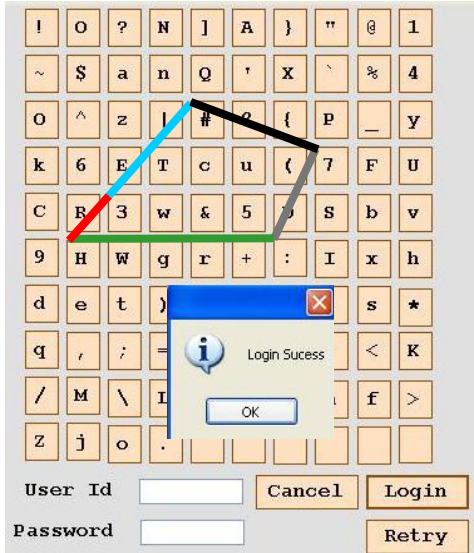 ! O ? N ] A } " @ 1
~ $ a n Q ' X ` % 4
O ^ z | # { P _ y
k 6 E T c u ( 7 F U
C R 3 w & 5 S b v
9 H W g r + : I x h
d e t ) s *
q , ; = < K
/ M \ f >
Z j o .
Login Sucess
OK
User Id Cancel Login
Password Retry